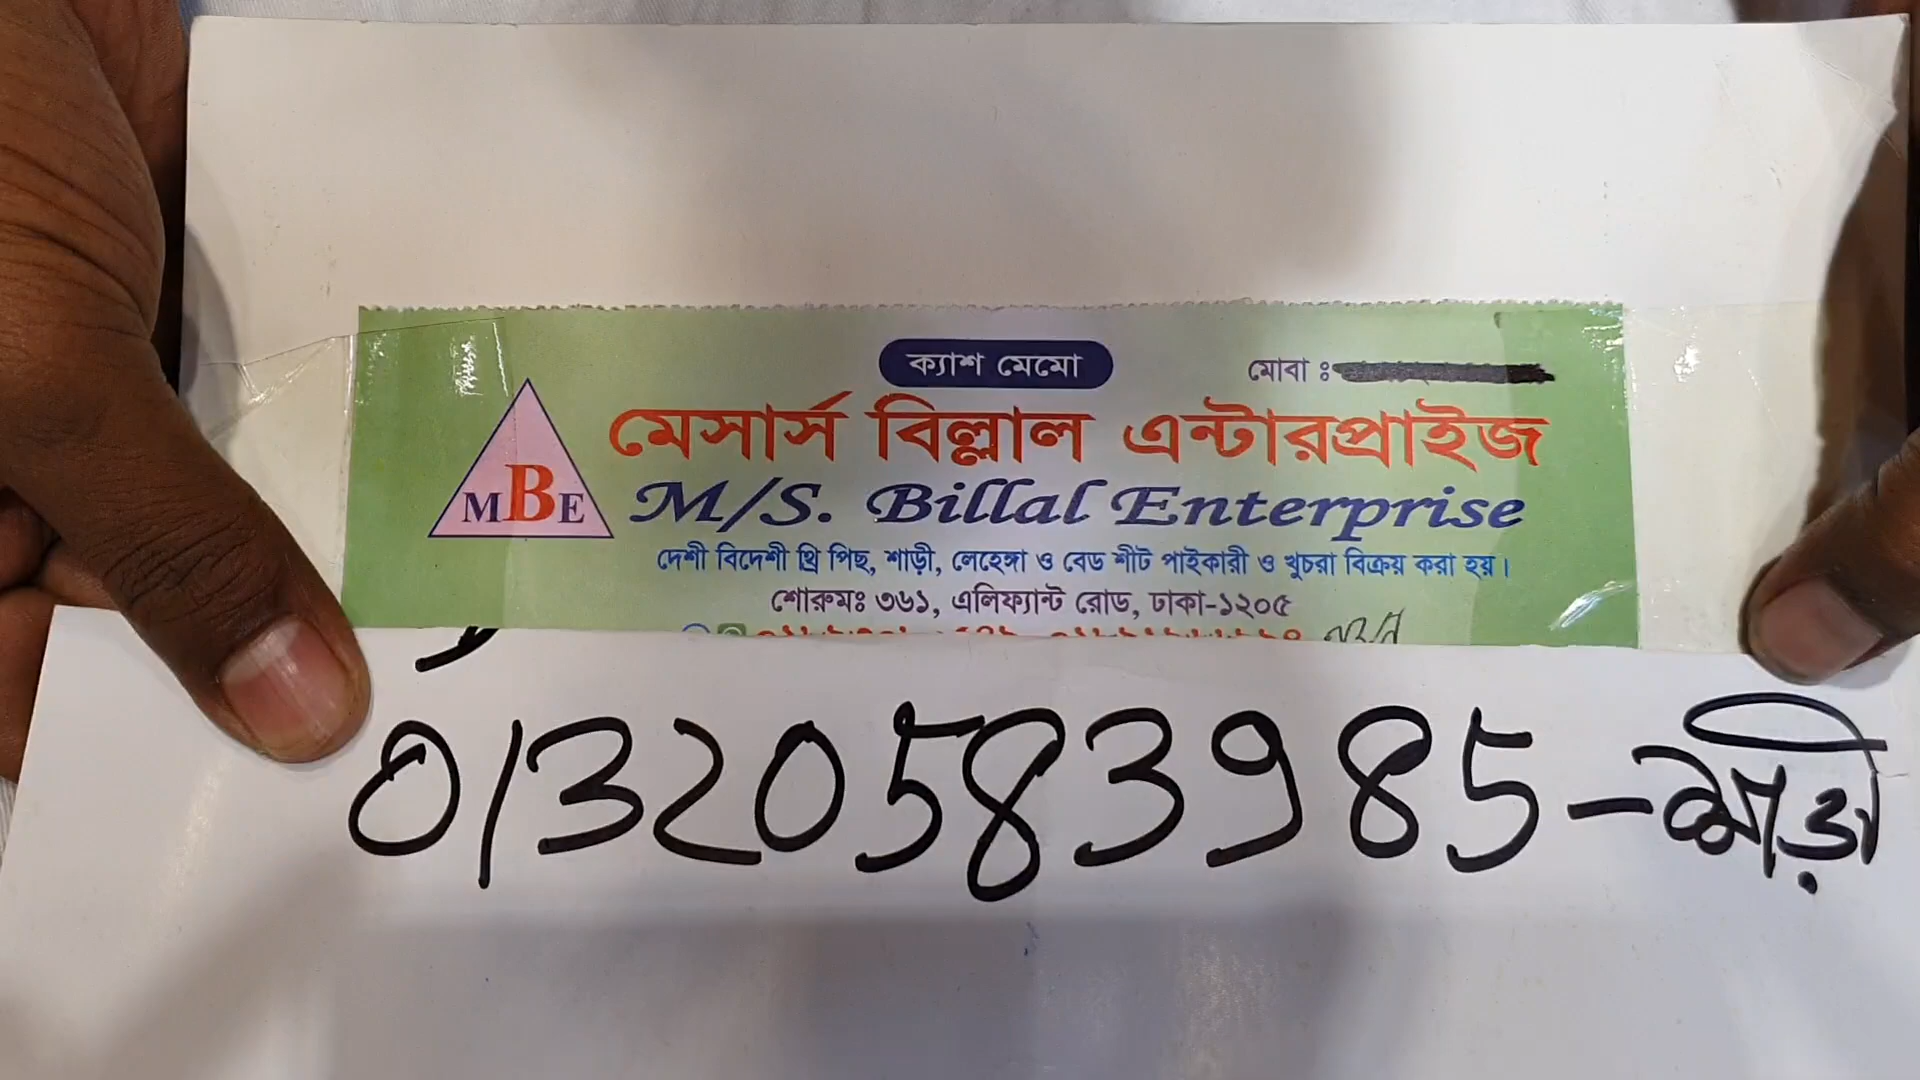 ক্যাশ মেমো
মোবা ঃ
মেসার্স বিল্লাল এন্টারপ্রাইজ
MBE
M/S. Billal Enterprise
দেশী বিদেশী থ্রি পিছ, শাড়ী, লেহেঙ্গা ও বেড শীট পাইকারী ও খুচরা বিক্রয় করা হয়।
শোরুমঃ ৩৬১, এলিফ্যান্ট রোড, ঢাকা-১২০৫
01320583985-শাড়ী